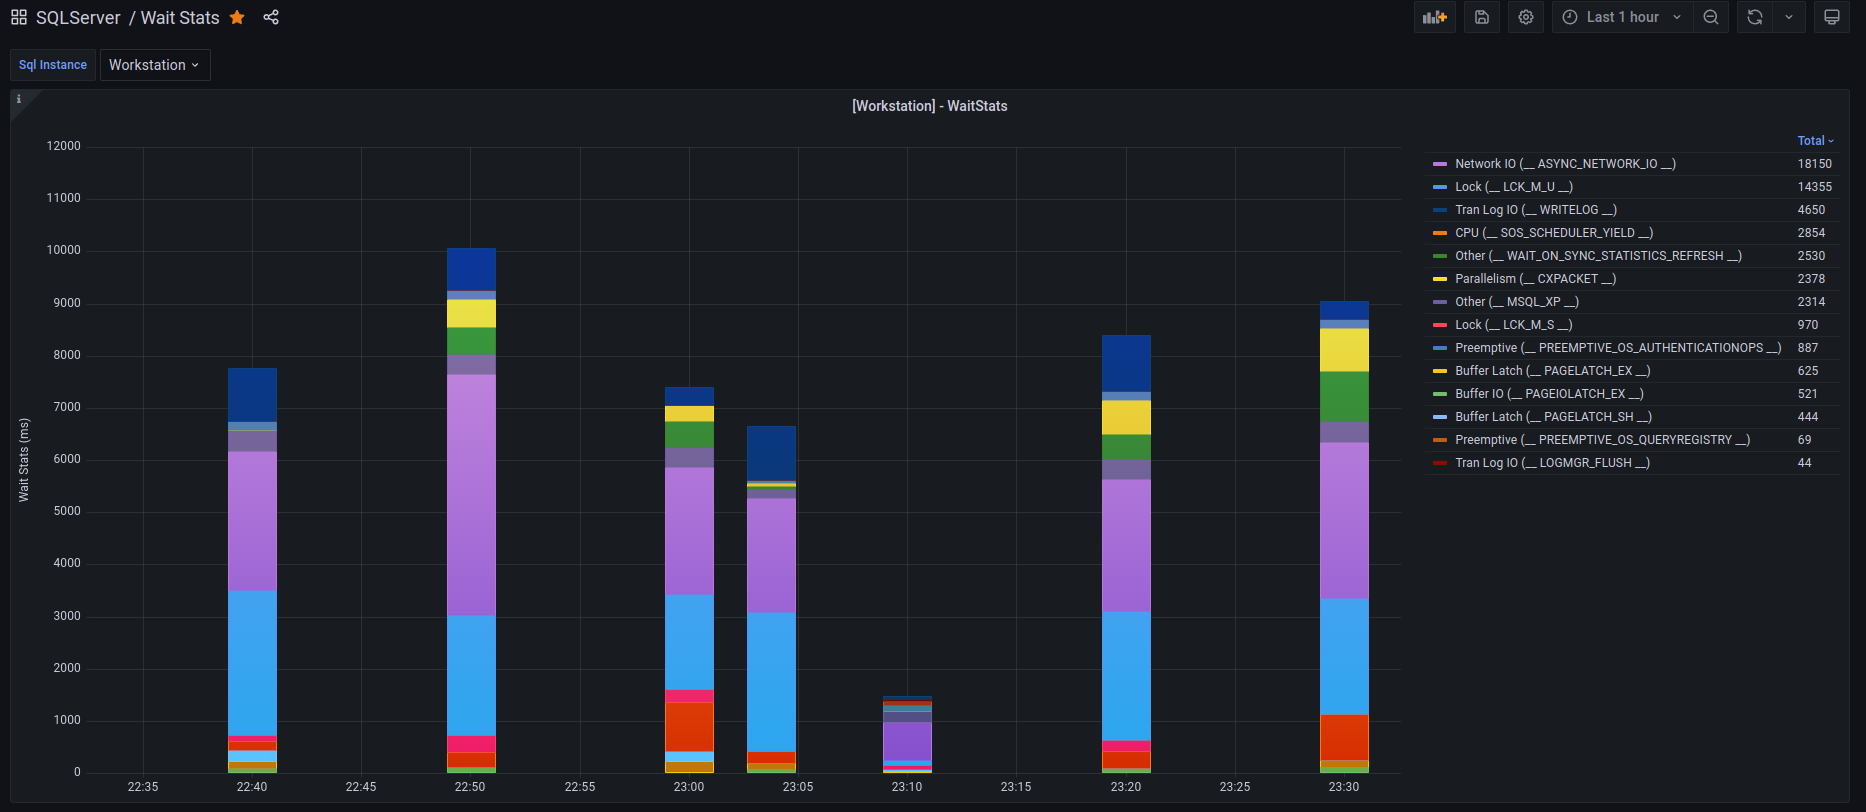 SQLServer / Wait Stats
Last 1 hour
Sql Instance Workstation
i
[Workstation] - WaitStats
Wait Stats (ms)
12000
11000
10000
9000
8000
7000
6000
5000
4000
3000
2000
1000
0
22:35 22:40 22:45 22:50 22:55 23:00 23:05 23:10 23:15 23:20 23:25 23:30
Total
Network IO (__ ASYNC_NETWORK_IO __) 18150
Lock (__ LCK_M_U __) 14355
Tran Log IO (__ WRITELOG __) 4650
CPU (__ SOS_SCHEDULER_YIELD __) 2854
Other (__ WAIT_ON_SYNC_STATISTICS_REFRESH __) 2530
Parallelism (__ CXPACKET __) 2378
Other (__ MSQL_XP __) 2314
Lock (__ LCK_M_S __) 970
Preemptive (__ PREEMPTIVE_OS_AUTHENTICATIONOPS __) 887
Buffer Latch (__ PAGELATCH_EX __) 625
Buffer IO (__ PAGEIOLATCH_EX __) 521
Buffer Latch (__ PAGELATCH_SH __) 444
Preemptive (__ PREEMPTIVE_OS_QUERYREGISTRY __) 69
Tran Log IO (__ LOGMGR_FLUSH __) 44